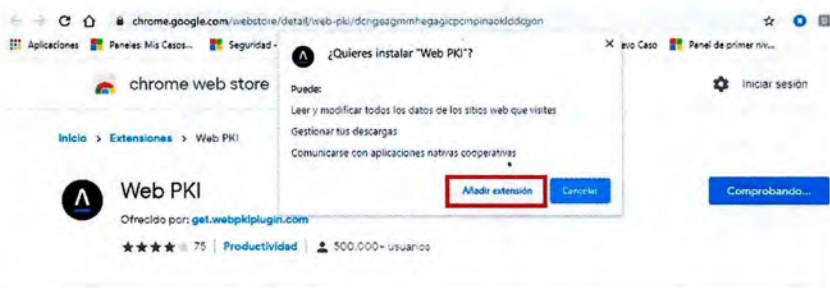 chrome.google.com/webstore/detail/web-pki/dcngeagmmhegagicpcmpinaoklddcgon
Aplicaciones Paneles: Mis Casos... Seguridad - evo Caso Panel de primer niv...
¿Quieres instalar "Web PKI"?
chrome web store
Iniciar sesión
Puede:
Leer y modificar todos los datos de los sitios web que visites
Gestionar tus descargas
Comunicarse con aplicaciones nativas cooperativas
Inicio > Extensiones > Web PKI
Añadir extensión Cancelar
Web PKI
Comprobando...
Ofrecido por: get.webpkiplugin.com
75 Productividad 500.000+ usuarios